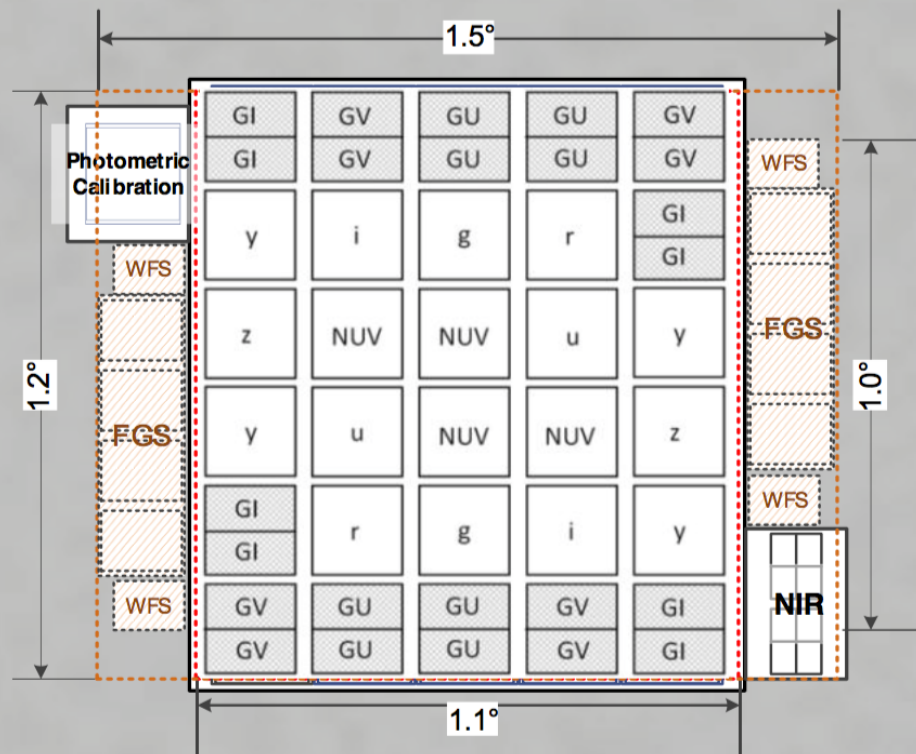 1.5°
GI GV GU GU GV
GI GV GU GU GV
Photometric
Calibration
WFS
GI
y i g r
GI
WFS
z NUV NUV u y
FGS
1.2°
1.0°
y u NUV NUV z
FGS
WFS
GI
r g i y
GI
WFS
GV GU GU GV GI
NIR
GV GU GU GV GI
1.1°